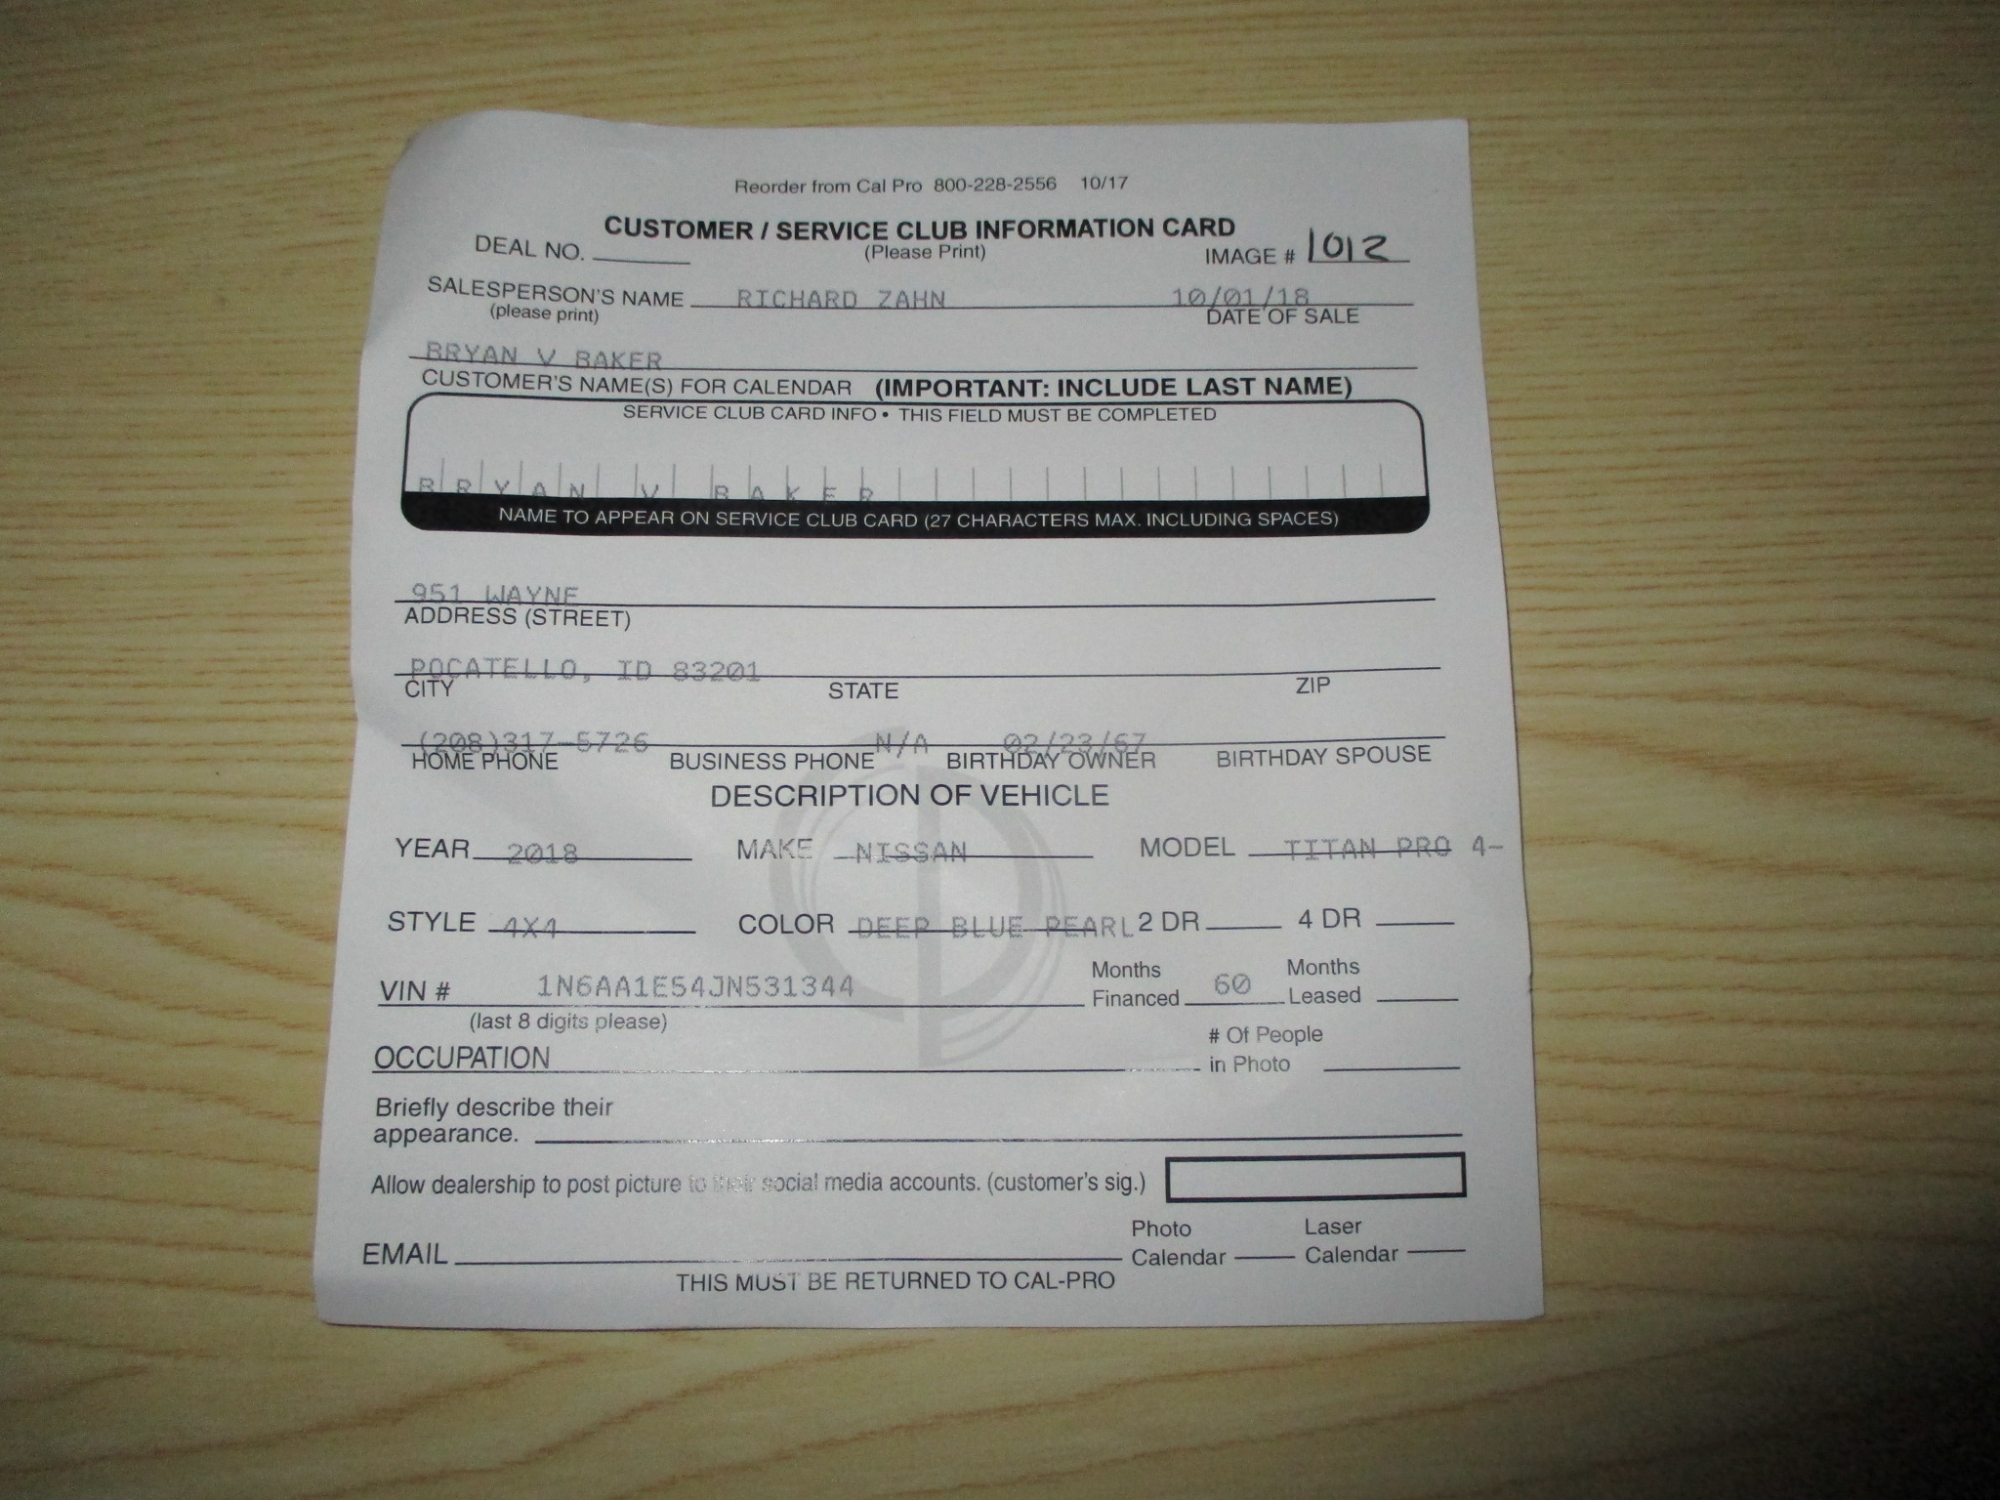 Reorder from Cal Pro 800-228-2556 10/17
CUSTOMER / SERVICE CLUB INFORMATION CARD
DEAL NO. (Please Print) IMAGE # 1012
SALESPERSON'S NAME RICHARD ZAHN 10/01/18
(please print) DATE OF SALE
BRYAN V BAKER
CUSTOMER'S NAME(S) FOR CALENDAR (IMPORTANT: INCLUDE LAST NAME)
SERVICE CLUB CARD INFO • THIS FIELD MUST BE COMPLETED
BRYAN V BAKER
NAME TO APPEAR ON SERVICE CLUB CARD (27 CHARACTERS MAX. INCLUDING SPACES)
951 WAYNE
ADDRESS (STREET)
POCATELLO, ID 83201
CITY STATE ZIP
(208)317-5726 N/A 02/23/67
HOME PHONE BUSINESS PHONE BIRTHDAY OWNER BIRTHDAY SPOUSE
DESCRIPTION OF VEHICLE
YEAR 2018 MAKE NISSAN MODEL TITAN PRO 4-
STYLE 4X4 COLOR DEEP BLUE PEARL 2 DR 4 DR
VIN # 1N6AA1E54JN531344 Months Financed 60 Months Leased
(last 8 digits please)
OCCUPATION # Of People in Photo
Briefly describe their
appearance.
Allow dealership to post picture to their social media accounts. (customer's sig.)
EMAIL Photo Calendar Laser Calendar
THIS MUST BE RETURNED TO CAL-PRO